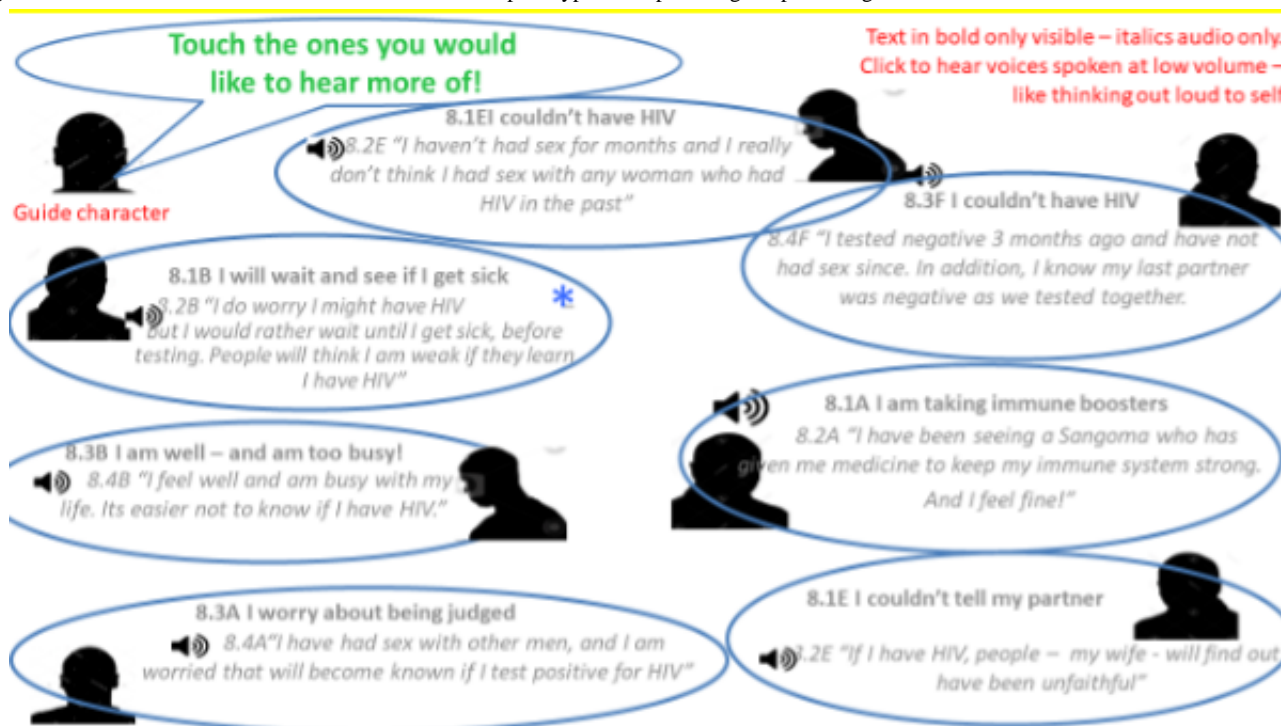 Touch the ones you would
like to hear more of!
Text in bold only visible – italics audio only.
Click to hear voices spoken at low volume –
like thinking out loud to self
Guide character
8.1EI couldn't have HIV
8.2E "I haven't had sex for months and I really
don't think I had sex with any woman who had
HIV in the past"
8.3F I couldn't have HIV
8.4F "I tested negative 3 months ago and have not
had sex since. In addition, I know my last partner
was negative as we tested together.
8.1B I will wait and see if I get sick
*
8.2B "I do worry I might have HIV
but I would rather wait until I get sick, before
testing. People will think I am weak if they learn
I have HIV"
8.1A I am taking immune boosters
8.2A "I have been seeing a Sangoma who has
given me medicine to keep my immune system strong.
And I feel fine!"
8.3B I am well – and am too busy!
8.4B "I feel well and am busy with my
life. Its easier not to know if I have HIV."
8.3A I worry about being judged
8.4A"I have had sex with other men, and I am
worried that will become known if I test positive for HIV"
8.1E I couldn't tell my partner
8.2E "If I have HIV, people – my wife - will find out,
have been unfaithful"